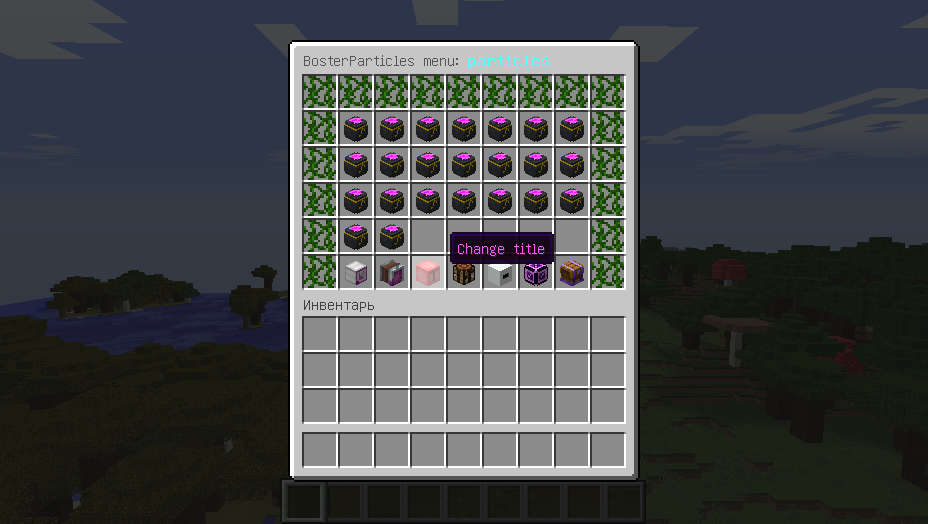 BosterParticles menu: particles
Change title
Инвентарь